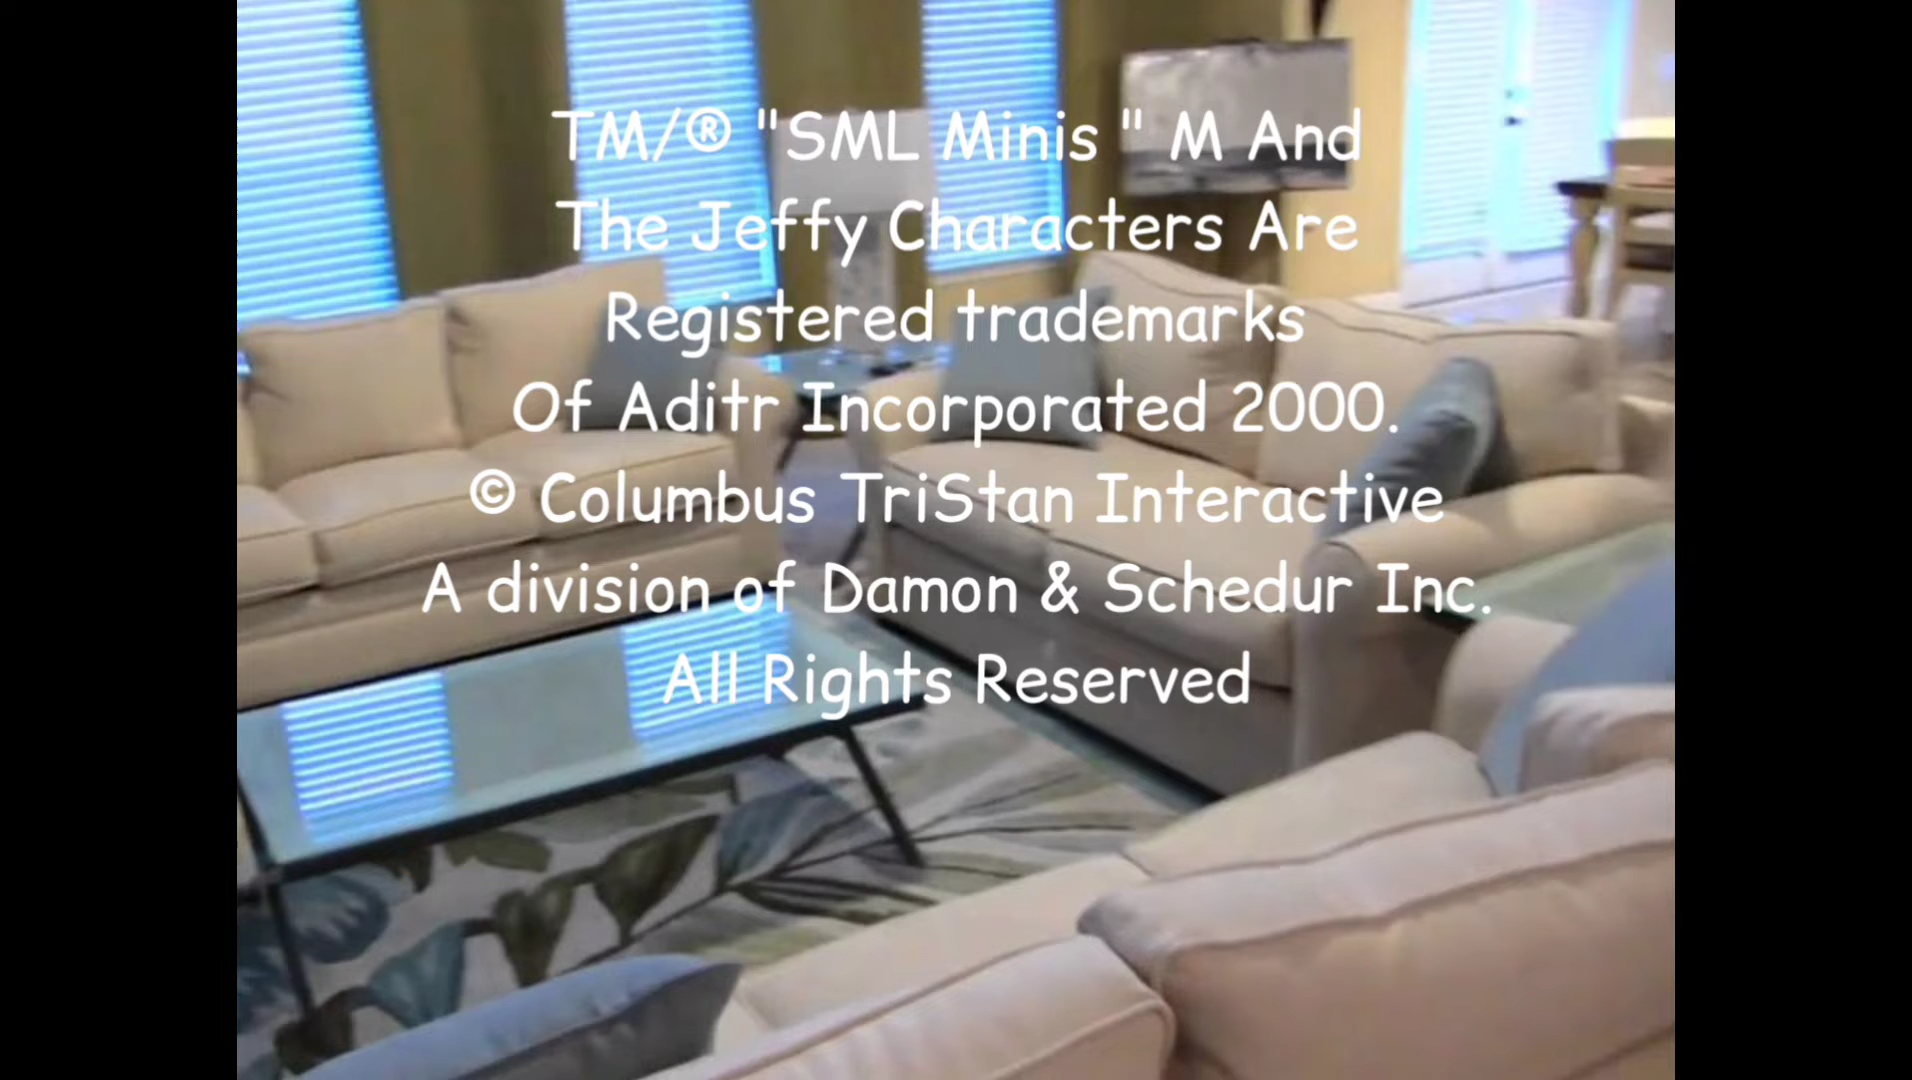 TM/® "SML Minis " M And
The Jeffy Characters Are
Registered trademarks
Of Aditr Incorporated 2000.
© Columbus TriStan Interactive
A division of Damon & Schedur Inc.
All Rights Reserved